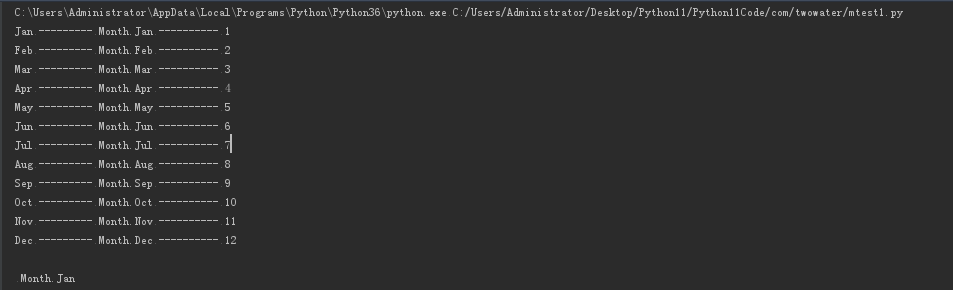 C:\Users\Administrator\AppData\Local\Programs\Python\Python36\python.exe C:/Users/Administrator/Desktop/Python11/Python11Code/com/twowater/mtest1.py
Jan --------- Month.Jan ---------- 1
Feb --------- Month.Feb ---------- 2
Mar --------- Month.Mar ---------- 3
Apr --------- Month.Apr ---------- 4
May --------- Month.May ---------- 5
Jun --------- Month.Jun ---------- 6
Jul --------- Month.Jul ---------- 7
Aug --------- Month.Aug ---------- 8
Sep --------- Month.Sep ---------- 9
Oct --------- Month.Oct ---------- 10
Nov --------- Month.Nov ---------- 11
Dec --------- Month.Dec ---------- 12
Month.Jan